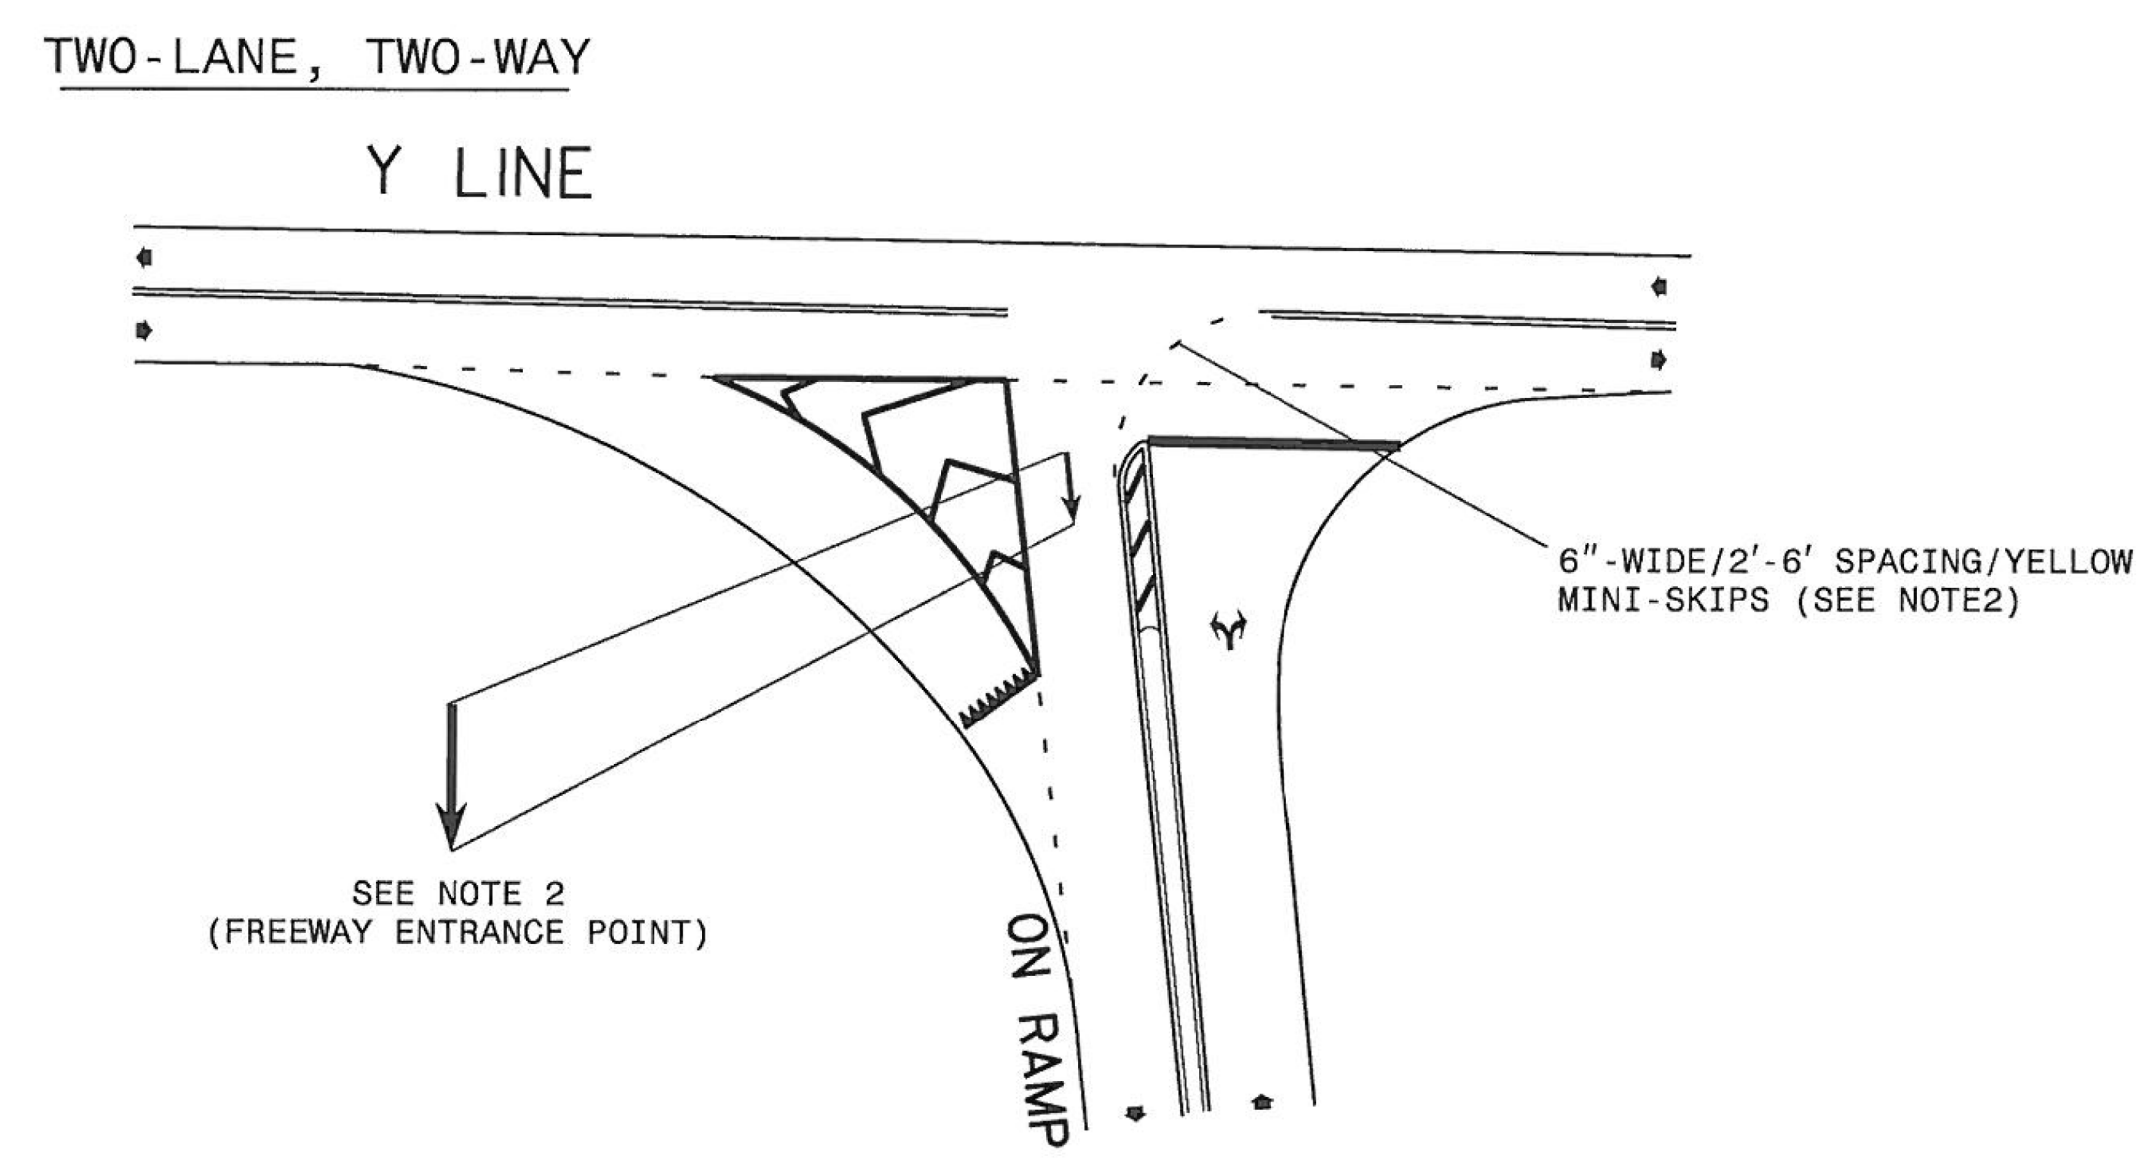 TWO-LANE, TWO-WAY
Y LINE
6"-WIDE/2'-6' SPACING/YELLOW
MINI-SKIPS (SEE NOTE2)
SEE NOTE 2
(FREEWAY ENTRANCE POINT)
ON RAMP